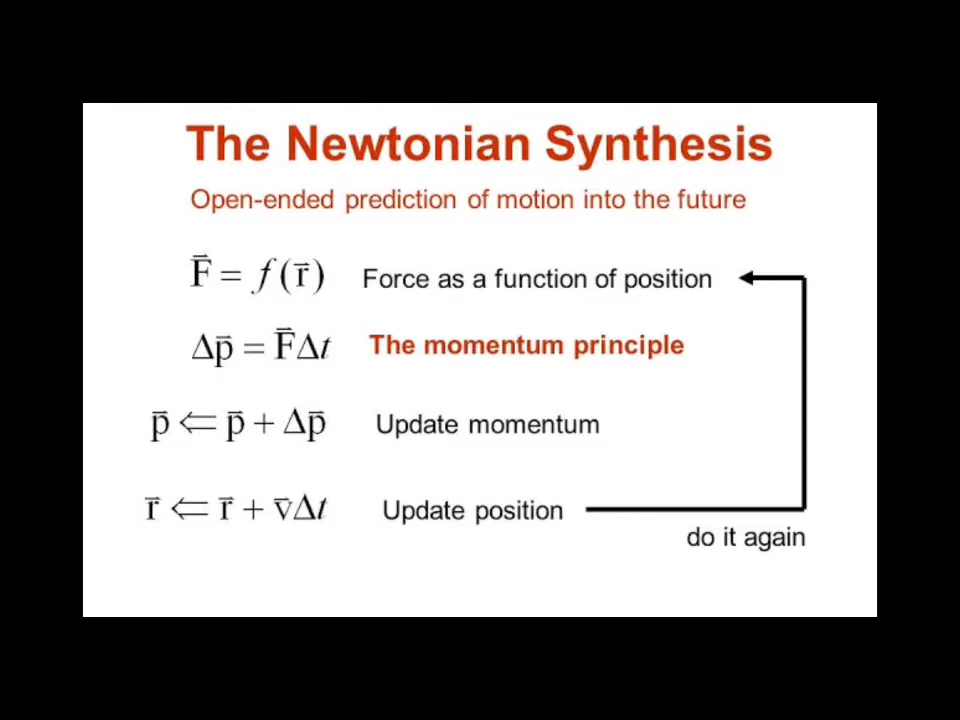 The Newtonian Synthesis
Open-ended prediction of motion into the future
F⃗ = f(r⃗) Force as a function of position
Δp⃗ = F⃗Δt The momentum principle
p⃗ ⇐ p⃗ + Δp⃗ Update momentum
r⃗ ⇐ r⃗ + v⃗Δt Update position
do it again